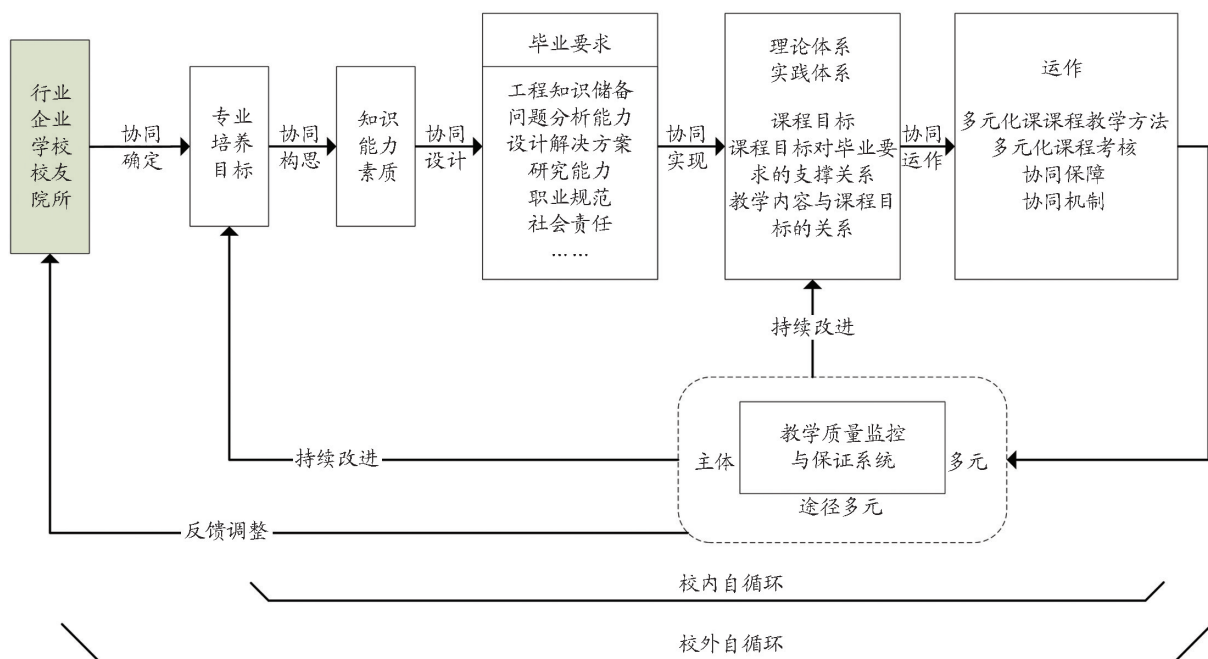 行业
企业
学校
校友
院所
协同
确定
专业
培养
目标
协同
构思
知识
能力
素质
协同
设计
毕业要求
工程知识储备
问题分析能力
设计解决方案
研究能力
职业规范
社会责任
... ...
协同
实现
理论体系
实践体系
课程目标
课程目标对毕业要
求的支撑关系
教学内容与课程目
标的关系
协同
运作
运作
多元化课课程教学方法
多元化课程考核
协同保障
协同机制
持续改进
教学质量监控
与保证系统
主体
多元
途径多元
持续改进
反馈调整
校内自循环
校外自循环